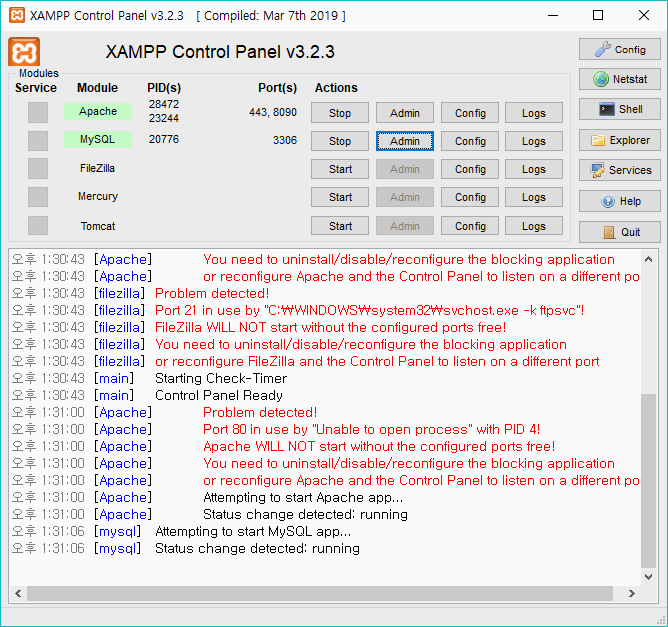 XAMPP Control Panel v3.2.3 [ Compiled: Mar 7th 2019 ]
XAMPP Control Panel v3.2.3
Config
Modules
Service Module PID(s) Port(s) Actions
Netstat
Apache 28472 23244 443, 8090 Stop Admin Config Logs
Shell
MySQL 20776 3306 Stop Admin Config Logs
Explorer
FileZilla Start Admin Config Logs
Services
Mercury Start Admin Config Logs
Help
Tomcat Start Admin Config Logs
Quit
오후 1:30:43 [Apache] You need to uninstall/disable/reconfigure the blocking application
오후 1:30:43 [Apache] or reconfigure Apache and the Control Panel to listen on a different po
오후 1:30:43 [filezilla] Problem detected!
오후 1:30:43 [filezilla] Port 21 in use by "C:₩WINDOWS₩system32₩svchost.exe -k ftpsvc"!
오후 1:30:43 [filezilla] FileZilla WILL NOT start without the configured ports free!
오후 1:30:43 [filezilla] You need to uninstall/disable/reconfigure the blocking application
오후 1:30:43 [filezilla] or reconfigure FileZilla and the Control Panel to listen on a different port
오후 1:30:43 [main] Starting Check-Timer
오후 1:30:43 [main] Control Panel Ready
오후 1:31:00 [Apache] Problem detected!
오후 1:31:00 [Apache] Port 80 in use by "Unable to open process" with PID 4!
오후 1:31:00 [Apache] Apache WILL NOT start without the configured ports free!
오후 1:31:00 [Apache] You need to uninstall/disable/reconfigure the blocking application
오후 1:31:00 [Apache] or reconfigure Apache and the Control Panel to listen on a different po
오후 1:31:00 [Apache] Attempting to start Apache app...
오후 1:31:00 [Apache] Status change detected: running
오후 1:31:06 [mysql] Attempting to start MySQL app...
오후 1:31:06 [mysql] Status change detected: running